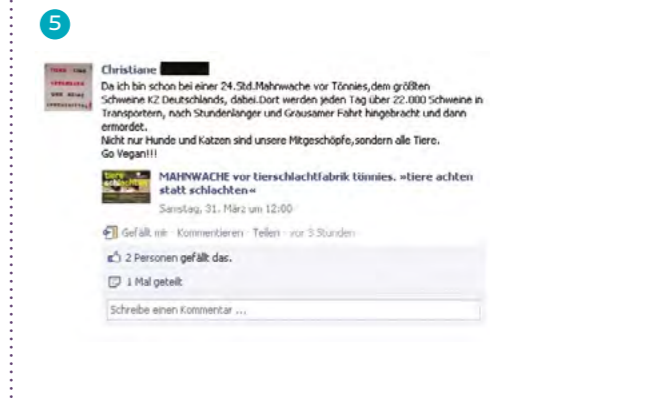 5
Christiane
Da ich bin schon bei einer 24.Std.Mahnwache vor Tönnies,dem größten
Schweine KZ Deutschlands, dabei.Dort werden jeden Tag über 22.000 Schweine in
Transportern, nach Stundenlanger und Grausamer Fahrt hingebracht und dann
ermordet.
Nicht nur Hunde und Katzen sind unsere Mitgeschöpfe,sondern alle Tiere.
Go Vegan!!!
MAHNWACHE vor tierschlachtfabrik tönnies. »tiere achten
statt schlachten«
Samstag, 31. März um 12:00
Gefällt mir · Kommentieren · Teilen · vor 3 Stunden
2 Personen gefällt das.
1 Mal geteilt
Schreibe einen Kommentar ...